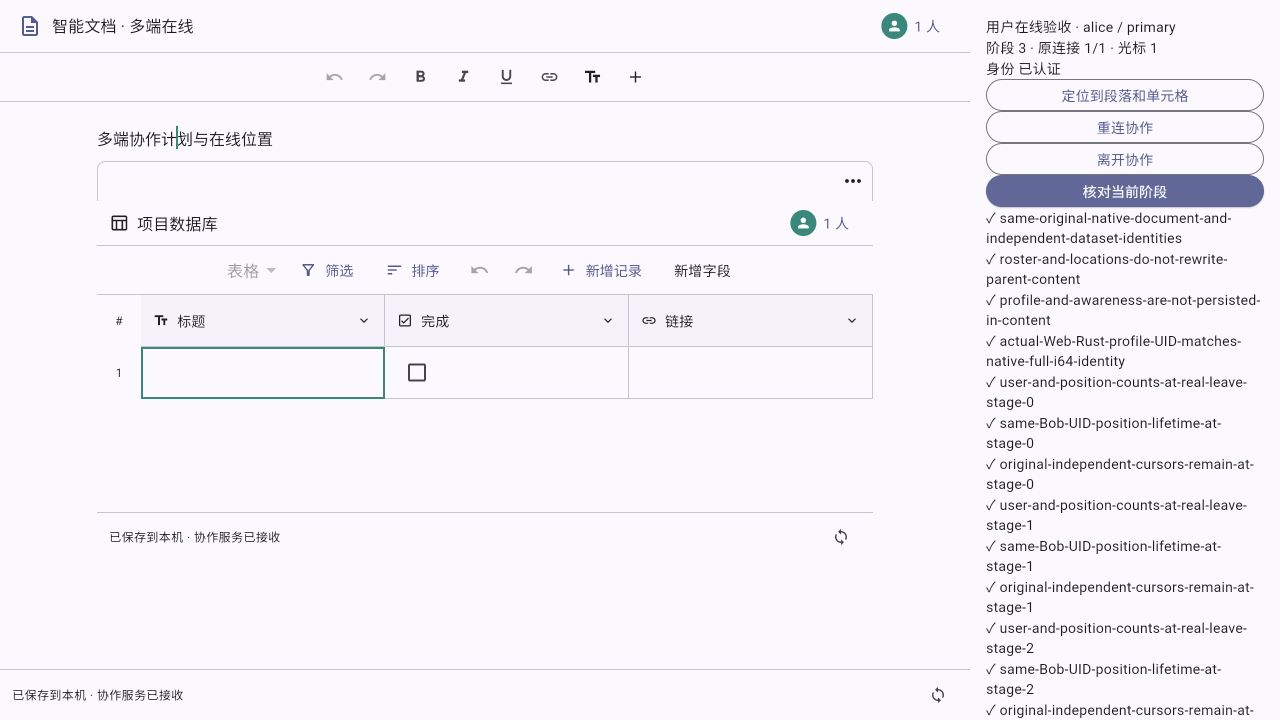 智能文档 · 多端在线
1 人
B I U Tт
多端协作计划与在线位置
项目数据库
1 人
表格 筛选 排序 新增记录 新增字段
# Tт 标题 完成 链接
1
已保存到本机 · 协作服务已接收
已保存到本机 · 协作服务已接收
用户在线验收 · alice / primary
阶段 3 · 原连接 1/1 · 光标 1
身份 已认证
定位到段落和单元格
重连协作
离开协作
核对当前阶段
✓ same-original-native-document-and-
independent-dataset-identities
✓ roster-and-locations-do-not-rewrite-
parent-content
✓ profile-and-awareness-are-not-persisted-
in-content
✓ actual-Web-Rust-profile-UID-matches-
native-full-i64-identity
✓ user-and-position-counts-at-real-leave-
stage-0
✓ same-Bob-UID-position-lifetime-at-
stage-0
✓ original-independent-cursors-remain-at-
stage-0
✓ user-and-position-counts-at-real-leave-
stage-1
✓ same-Bob-UID-position-lifetime-at-
stage-1
✓ original-independent-cursors-remain-at-
stage-1
✓ user-and-position-counts-at-real-leave-
stage-2
✓ same-Bob-UID-position-lifetime-at-
stage-2
✓ original-independent-cursors-remain-at-